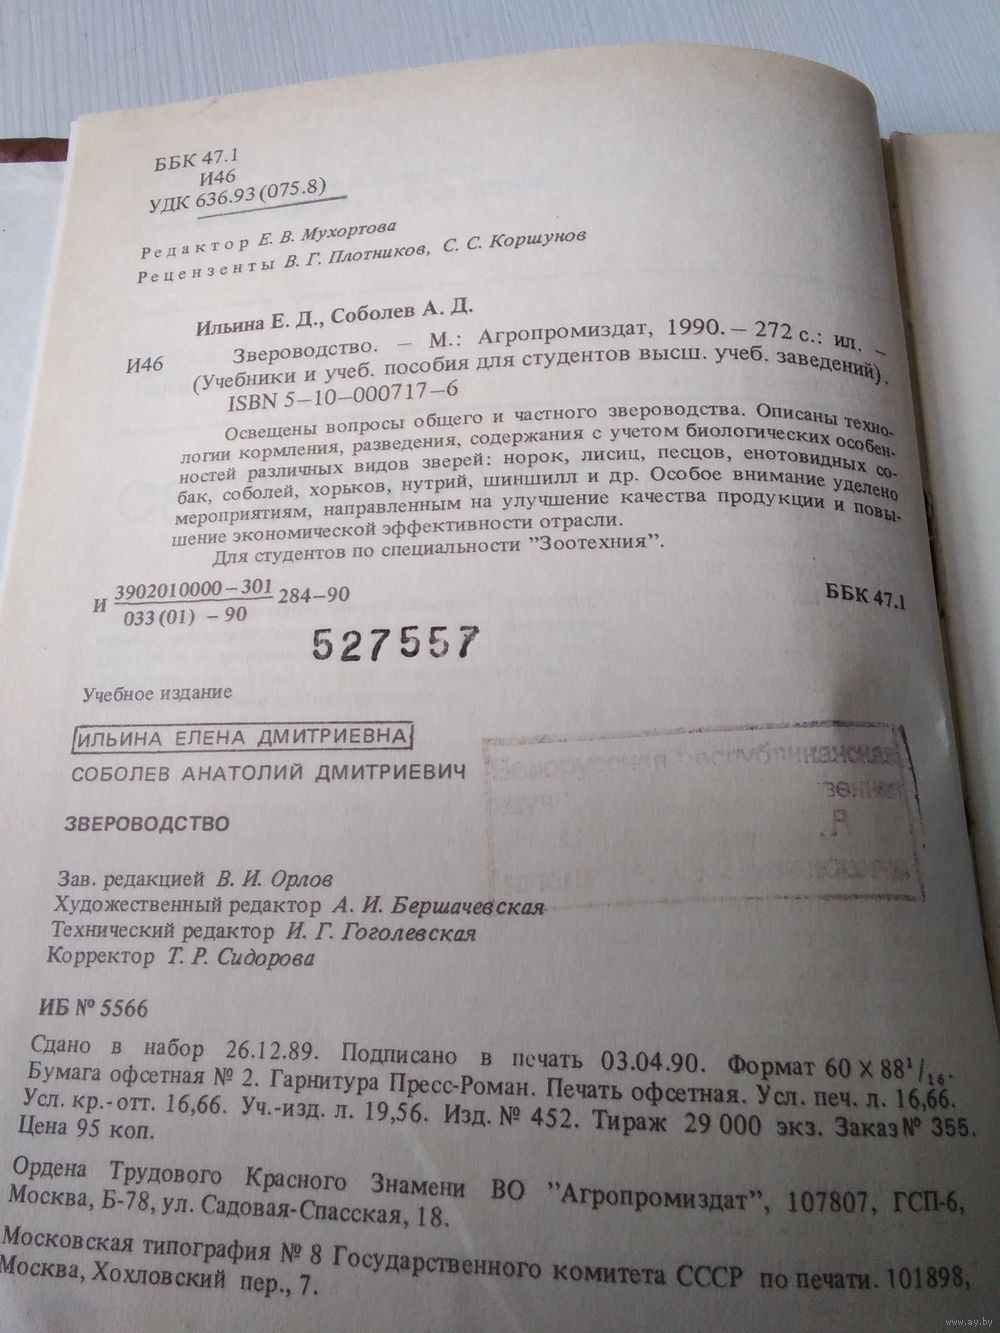 ББК 47.1
И46
УДК 636.93(075.8)
Редактор Е. В. Мухортова
Рецензенты В. Г. Плотников, С. С. Коршунов
Ильина Е. Д., Соболев А. Д.
И46 Звероводство. — М.: Агропромиздат, 1990. — 272 с.: ил. —
(Учебники и учеб. пособия для студентов высш. учеб. заведений).
ISBN 5—10—000717—6
Освещены вопросы общего и частного звероводства. Описаны техно-
логии кормления, разведения, содержания с учетом биологических особен-
ностей различных видов зверей: норок, лисиц, песцов, енотовидных со-
бак, соболей, хорьков, нутрий, шиншилл и др. Особое внимание уделено
мероприятиям, направленным на улучшение качества продукции и повы-
шение экономической эффективности отрасли.
Для студентов по специальности "Зоотехния".
И 3902010000—301 284—90
033(01) — 90
ББК 47.1
527557
Учебное издание
ИЛЬИНА ЕЛЕНА ДМИТРИЕВНА
СОБОЛЕВ АНАТОЛИЙ ДМИТРИЕВИЧ
ЗВЕРОВОДСТВО
Зав. редакцией В. И. Орлов
Художественный редактор А. И. Бершачевская
Технический редактор И. Г. Гоголевская
Корректор Т. Р. Сидорова
ИБ № 5566
Сдано в набор 26.12.89. Подписано в печать 03.04.90. Формат 60 X 88¹/₁₆.
Бумага офсетная № 2. Гарнитура Пресс-Роман. Печать офсетная. Усл. печ. л. 16,66.
Усл. кр.-отт. 16,66. Уч.-изд. л. 19,56. Изд. № 452. Тираж 29 000 экз. Заказ № 355.
Цена 95 коп.
Ордена Трудового Красного Знамени ВО "Агропромиздат", 107807, ГСП-6,
Москва, Б-78, ул. Садовая-Спасская, 18.
Московская типография № 8 Государственного комитета СССР по печати. 101898,
Москва, Хохловский пер., 7.
www.ay.by